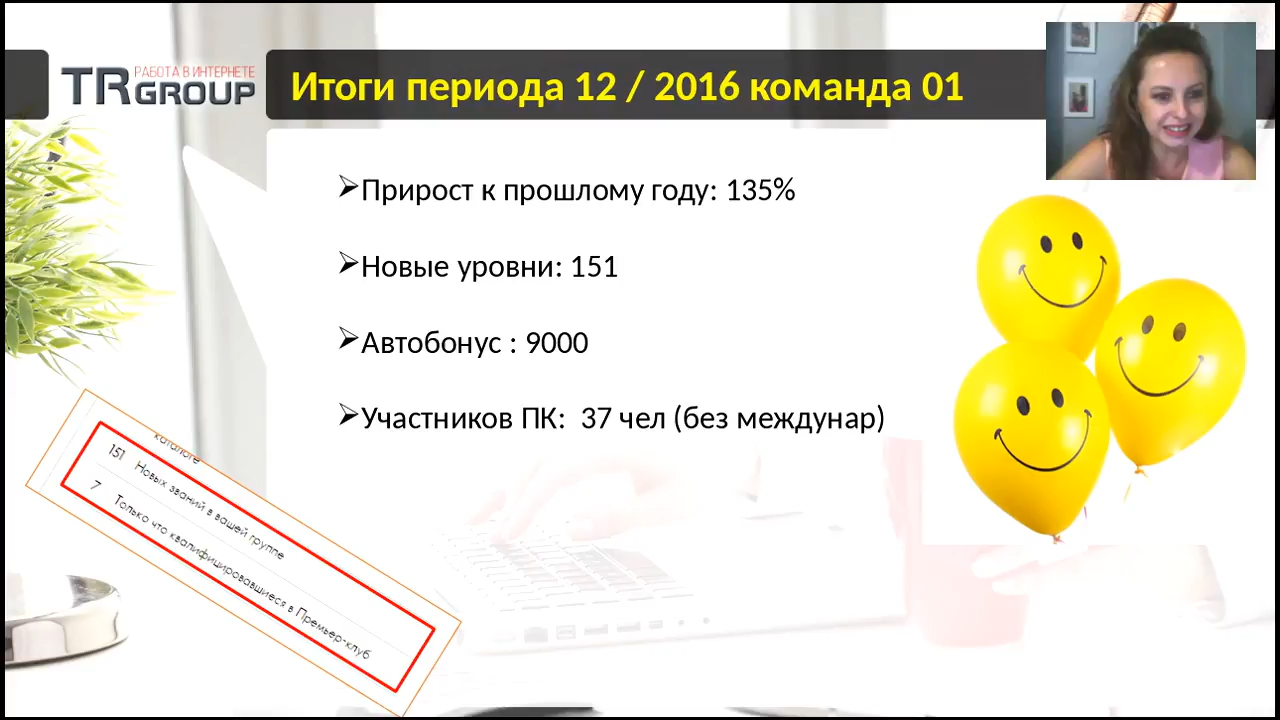 TR GROUP
РАБОТА В ИНТЕРНЕТЕ
Итоги периода 12 / 2016 команда 01
Прирост к прошлому году: 135%
Новые уровни: 151
Автобонус : 9000
Участников ПК: 37 чел (без междунар)
каталоге
151 Новых званий в вашей группе
7 Только что квалифицировавшиеся в Премьер-клуб